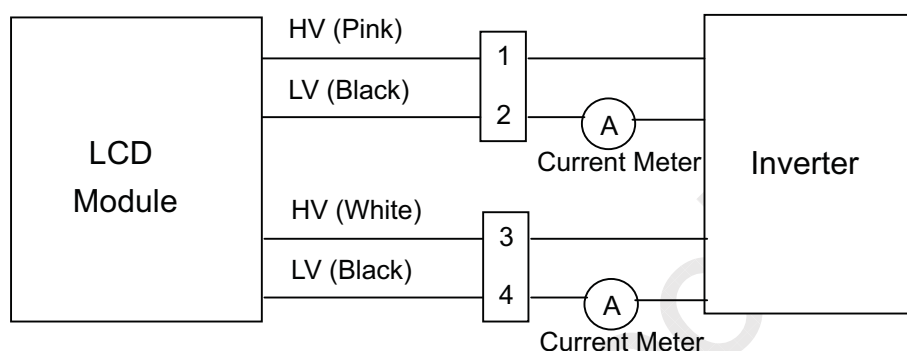 HV (Pink)
1
LV (Black)
2
A
Current Meter
LCD
Module
Inverter
HV (White)
3
LV (Black)
4
A
Current Meter